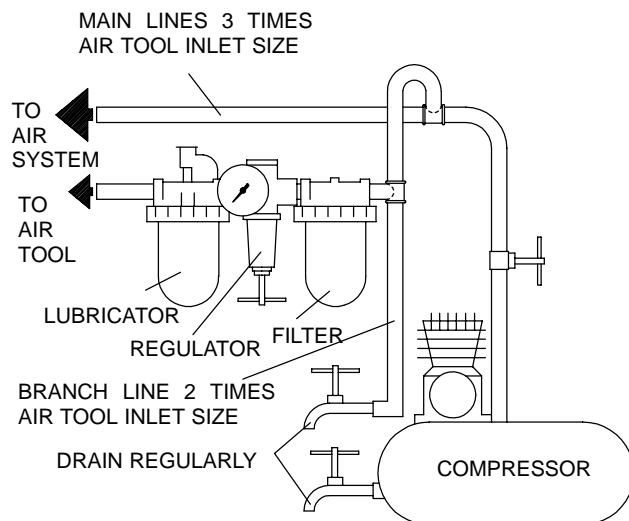 MAIN LINES 3 TIMES
AIR TOOL INLET SIZE
TO
AIR
SYSTEM
TO
AIR
TOOL
LUBRICATOR
REGULATOR
FILTER
BRANCH LINE 2 TIMES
AIR TOOL INLET SIZE
DRAIN REGULARLY
COMPRESSOR